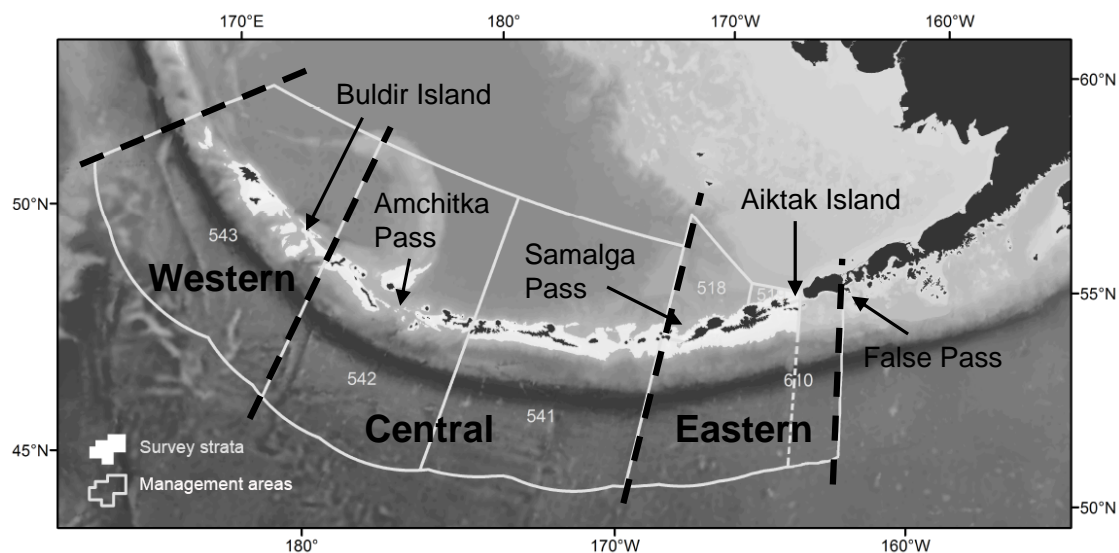 170°E
180°
170°W
160°W
60°N
Buldir Island
50°N
Amchitka
Pass
Aiktak Island
543
Western
Samalga
Pass
518
55°N
False Pass
542
541
610
Central
Eastern
45°N
Survey strata
Management areas
50°N
180°
170°W
160°W